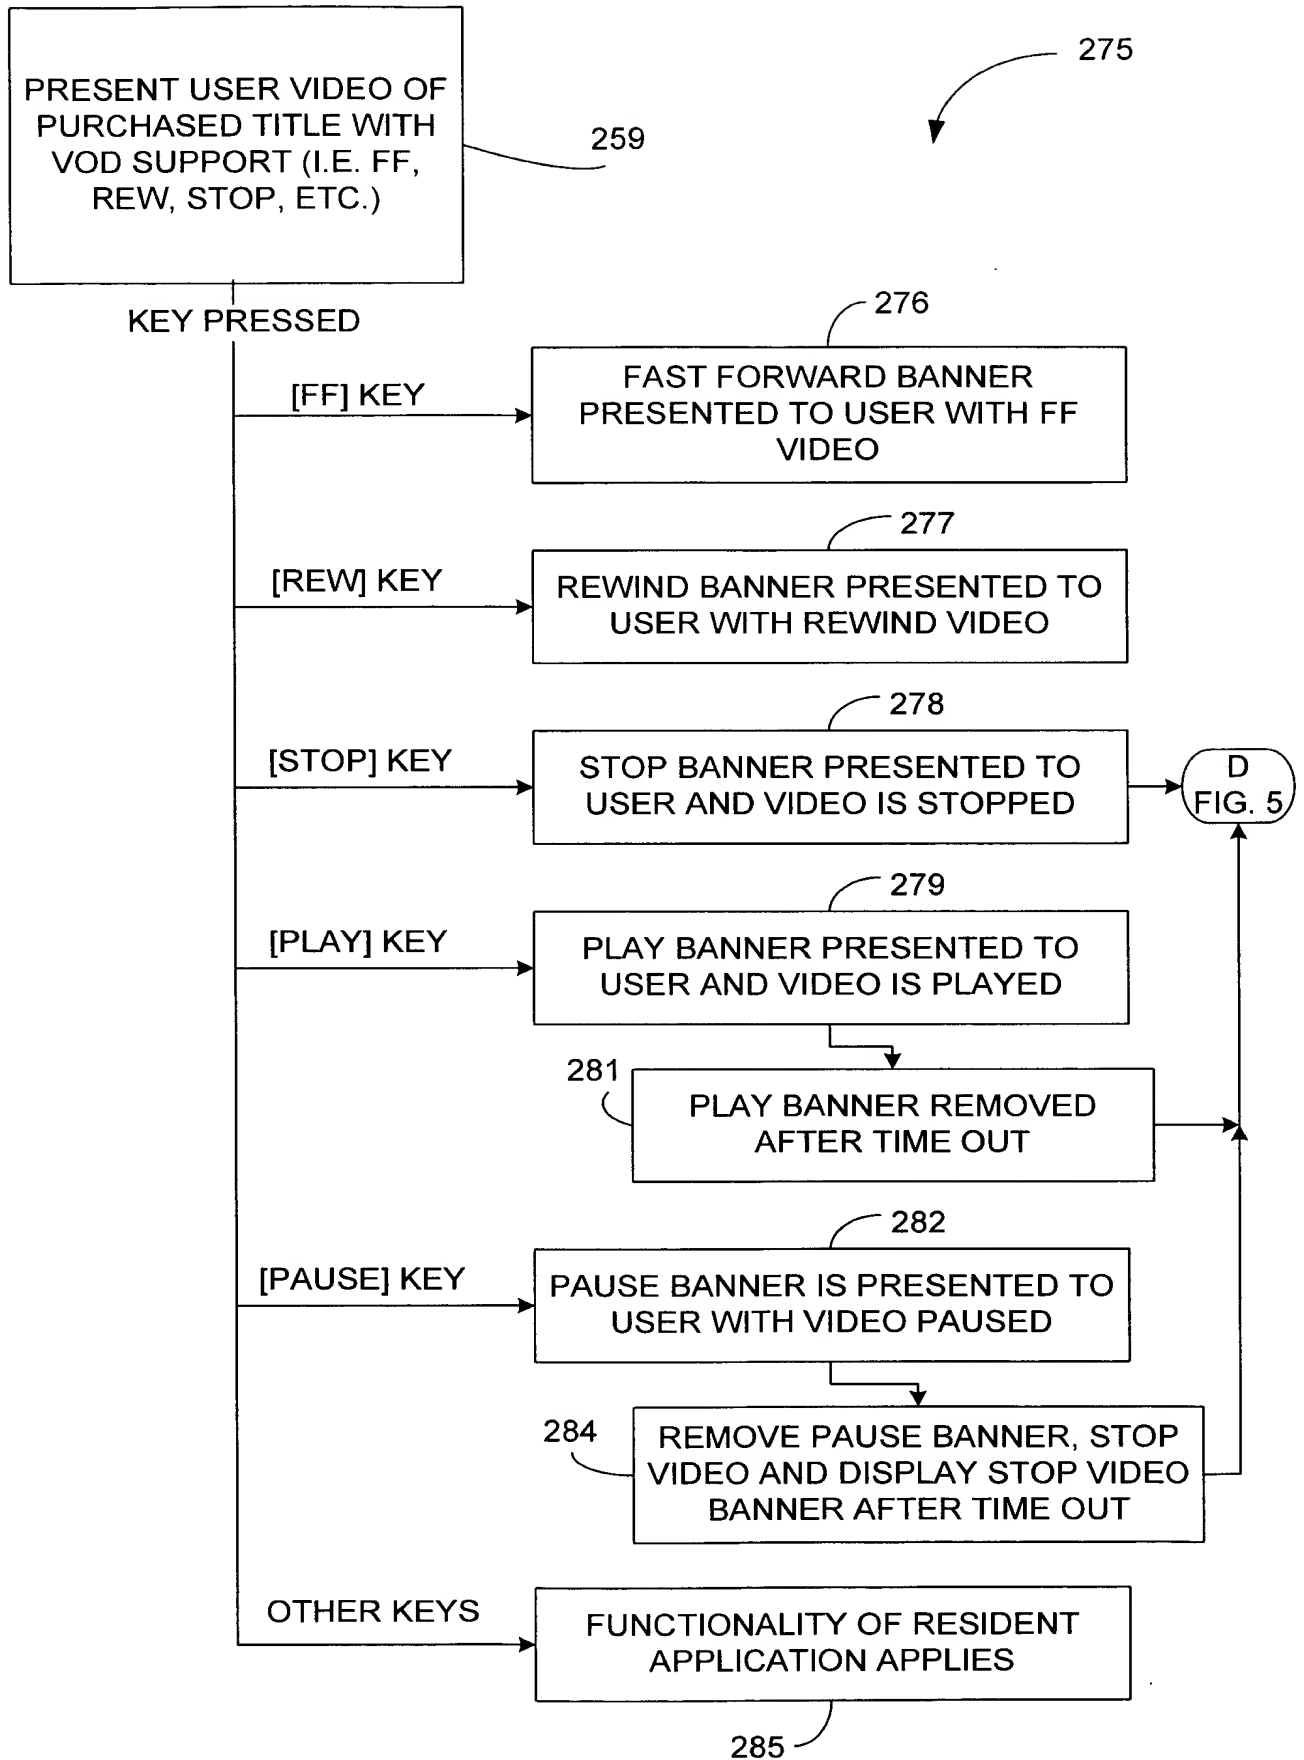 275
PRESENT USER VIDEO OF
PURCHASED TITLE WITH
VOD SUPPORT (I.E. FF,
REW, STOP, ETC.)
259
KEY PRESSED
276
[FF] KEY
FAST FORWARD BANNER
PRESENTED TO USER WITH FF
VIDEO
277
[REW] KEY
REWIND BANNER PRESENTED TO
USER WITH REWIND VIDEO
278
[STOP] KEY
STOP BANNER PRESENTED TO
USER AND VIDEO IS STOPPED
D
FIG. 5
279
[PLAY] KEY
PLAY BANNER PRESENTED TO
USER AND VIDEO IS PLAYED
281
PLAY BANNER REMOVED
AFTER TIME OUT
282
[PAUSE] KEY
PAUSE BANNER IS PRESENTED TO
USER WITH VIDEO PAUSED
284
REMOVE PAUSE BANNER, STOP
VIDEO AND DISPLAY STOP VIDEO
BANNER AFTER TIME OUT
OTHER KEYS
FUNCTIONALITY OF RESIDENT
APPLICATION APPLIES
285